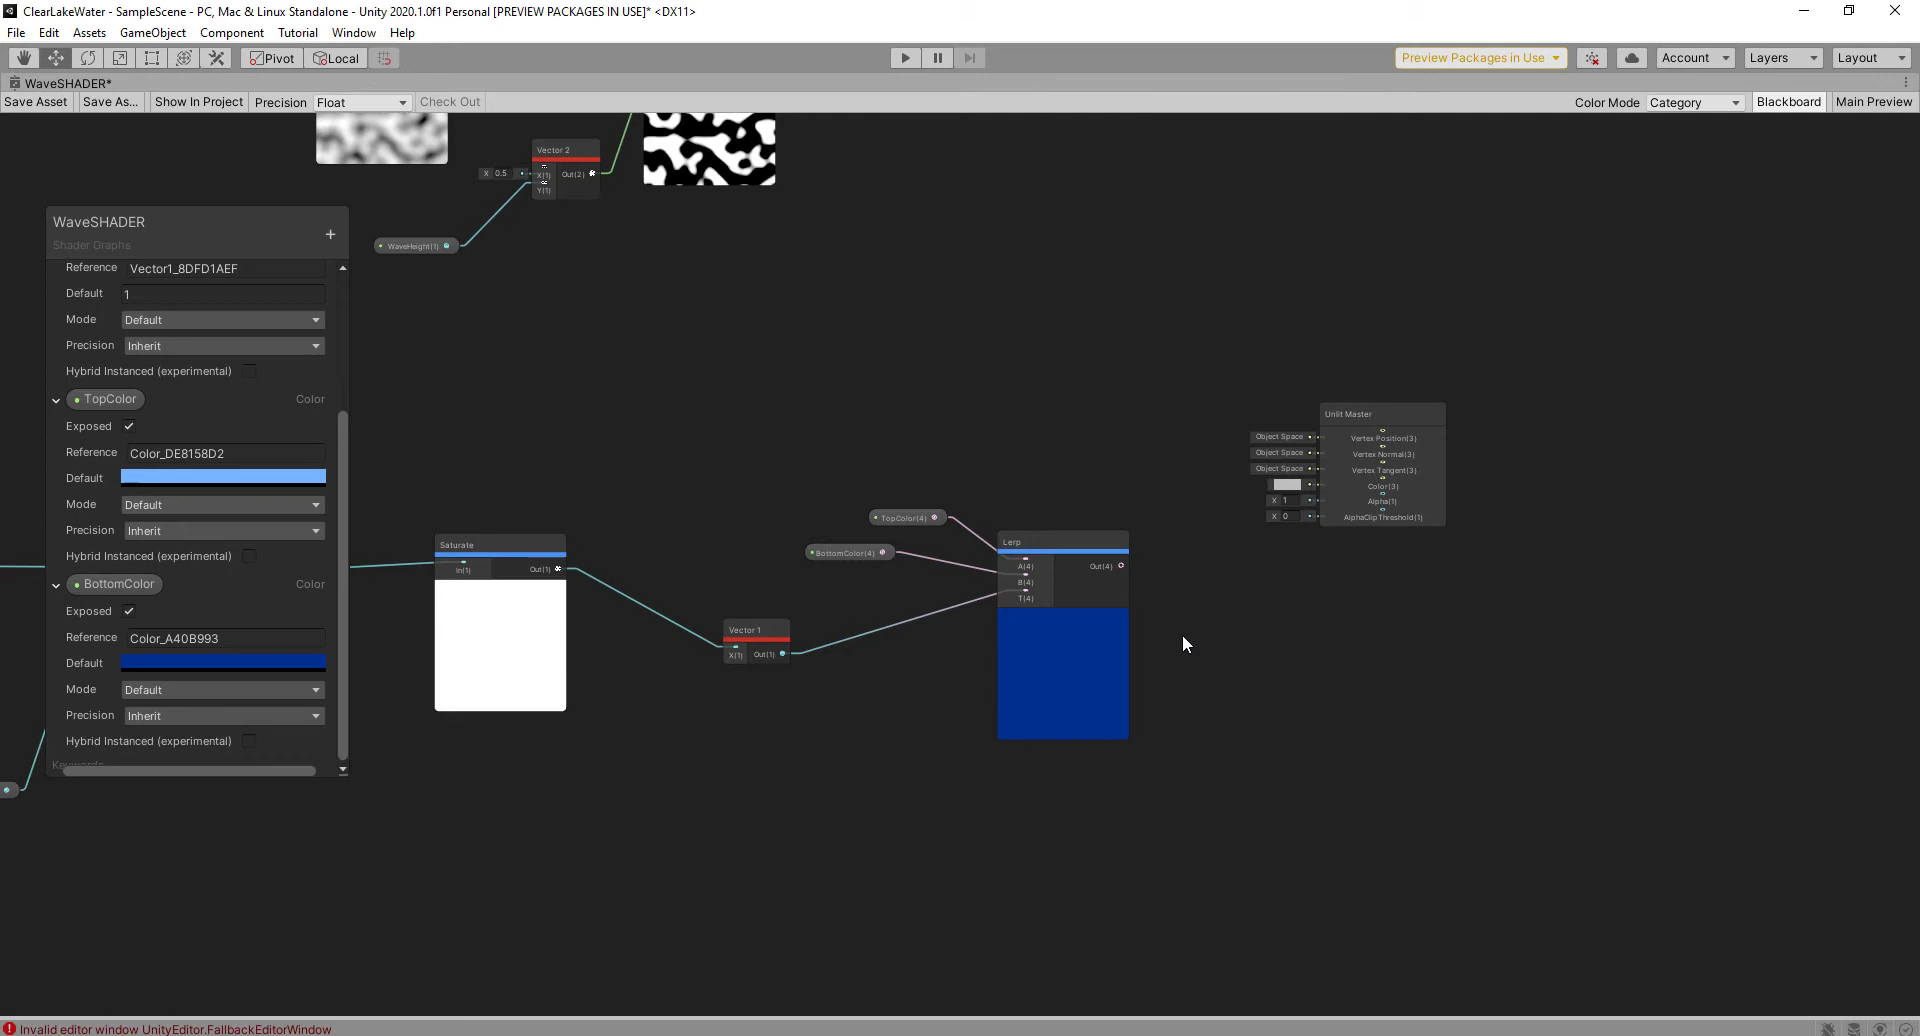 ClearLakeWater - SampleScene - PC, Mac & Linux Standalone - Unity 2020.1.0f1 Personal [PREVIEW PACKAGES IN USE]* <DX11>
File Edit Assets GameObject Component Tutorial Window Help
Pivot Local Preview Packages in Use Account Layers Layout
WaveSHADER*
Save Asset Save As... Show In Project Precision Float Check Out Color Mode Category Blackboard Main Preview
Vector 2
X 0.5 X(1) Out(2)
Y(1)
WaveHeight(1)
WaveSHADER
Shader Graphs
+
Reference Vector1_8DFD1AEF
Default 1
Mode Default
Precision Inherit
Hybrid Instanced (experimental)
TopColor Color
Exposed
Reference Color_DE8158D2
Default
Mode Default
Precision Inherit
Hybrid Instanced (experimental)
BottomColor Color
Exposed
Reference Color_A40B993
Default
Mode Default
Precision Inherit
Hybrid Instanced (experimental)
Keywords
Saturate
In(1) Out(1)
Vector 1
X(1) Out(1)
TopColor(4)
BottomColor(4)
Lerp
A(4) Out(4)
B(4)
T(4)
Unlit Master
Object Space Vertex Position(3)
Object Space Vertex Normal(3)
Object Space Vertex Tangent(3)
Color(3)
X 1 Alpha(1)
X 0 AlphaClipThreshold(1)
Invalid editor window UnityEditor.FallbackEditorWindow